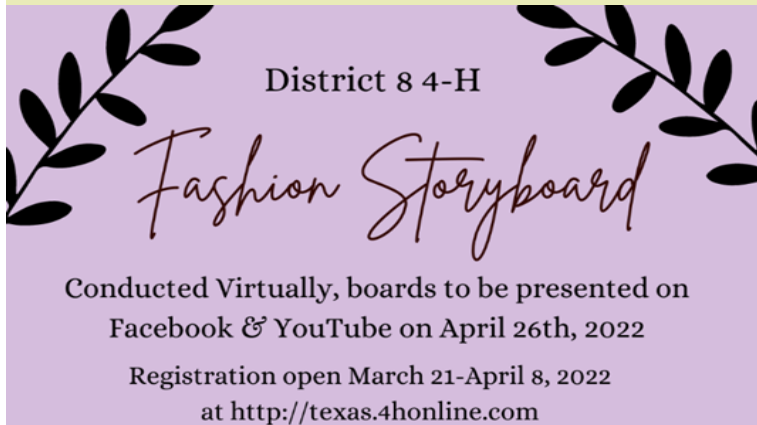 District 8 4-H
Fashion Storyboard
Conducted Virtually, boards to be presented on
Facebook & YouTube on April 26th, 2022
Registration open March 21-April 8, 2022
at http://texas.4honline.com